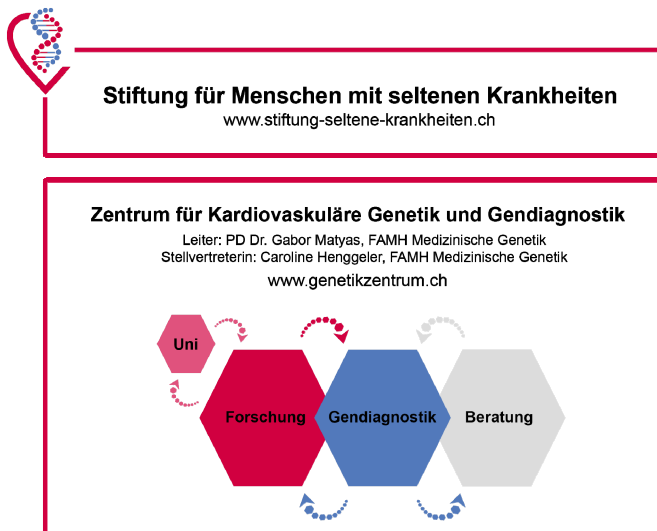 Stiftung für Menschen mit seltenen Krankheiten
www.stiftung-seltene-krankheiten.ch
Zentrum für Kardiovaskuläre Genetik und Gendiagnostik
Leiter: PD Dr. Gabor Matyas, FAMH Medizinische Genetik
Stellvertreterin: Caroline Henggeler, FAMH Medizinische Genetik
www.genetikzentrum.ch
Uni
Forschung Gendiagnostik Beratung